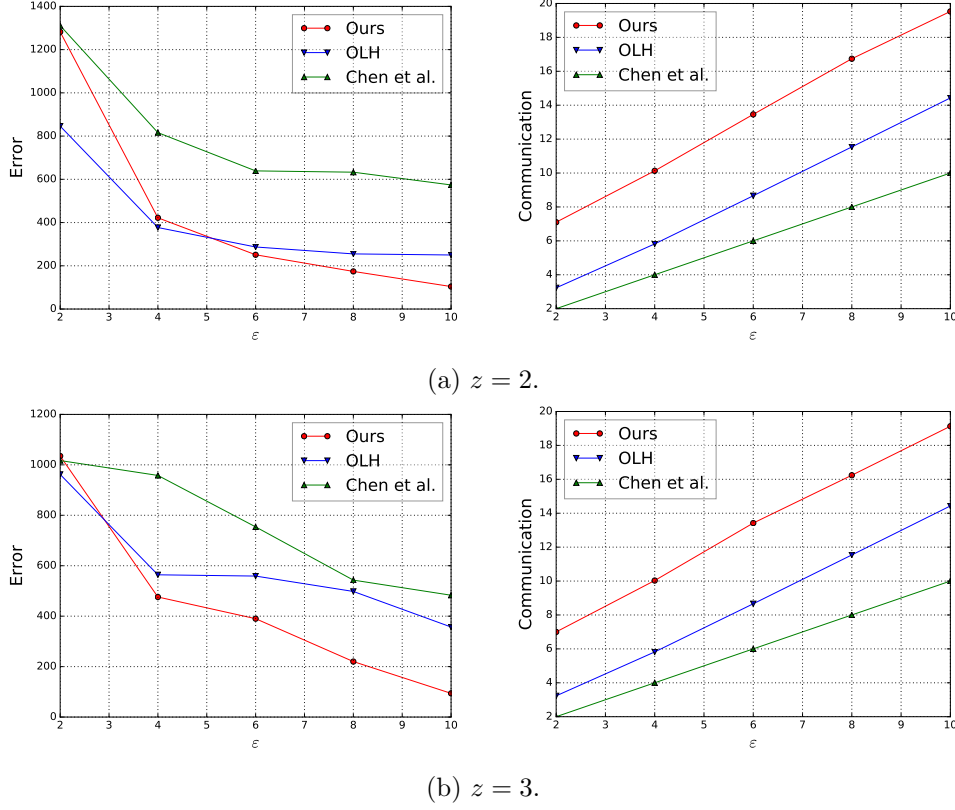 1400
1200
1000
800
600
400
200
0
Error
2 3 4 5 6 7 8 9 10
ε
Ours
OLH
Chen et al.
20
18
16
14
12
10
8
6
4
2
Communication
2 3 4 5 6 7 8 9 10
ε
Ours
OLH
Chen et al.
(a) z = 2.
1200
1000
800
600
400
200
0
Error
2 3 4 5 6 7 8 9 10
ε
Ours
OLH
Chen et al.
20
18
16
14
12
10
8
6
4
2
Communication
2 3 4 5 6 7 8 9 10
ε
Ours
OLH
Chen et al.
(b) z = 3.